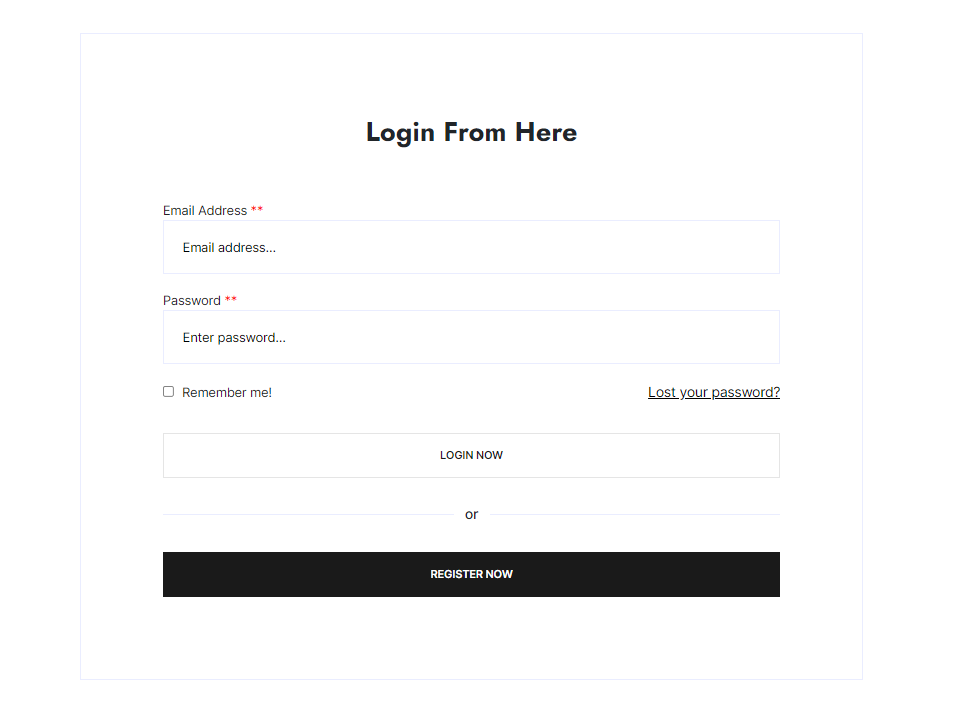 Login From Here
Email Address **
Email address...
Password **
Enter password...
Remember me! Lost your password?
LOGIN NOW
or
REGISTER NOW